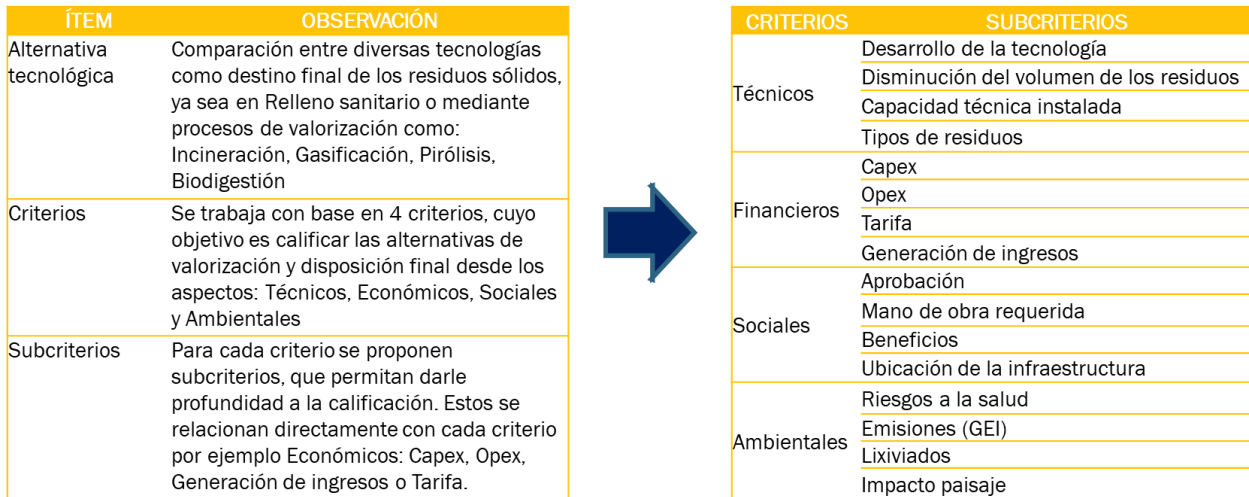 ÍTEM OBSERVACIÓN
Alternativa tecnológica
Comparación entre diversas tecnologías
como destino final de los residuos sólidos,
ya sea en Relleno sanitario o mediante
procesos de valorización como:
Incineración, Gasificación, Pirólisis,
Biodigestión
Criterios
Se trabaja con base en 4 criterios, cuyo
objetivo es calificar las alternativas de
valorización y disposición final desde los
aspectos: Técnicos, Económicos, Sociales
y Ambientales
Subcriterios
Para cada criterio se proponen
subcriterios, que permitan darle
profundidad a la calificación. Estos se
relacionan directamente con cada criterio
por ejemplo Económicos: Capex, Opex,
Generación de ingresos o Tarifa.
CRITERIOS SUBCRITERIOS
Técnicos
Desarrollo de la tecnología
Disminución del volumen de los residuos
Capacidad técnica instalada
Tipos de residuos
Financieros
Capex
Opex
Tarifa
Generación de ingresos
Sociales
Aprobación
Mano de obra requerida
Beneficios
Ubicación de la infraestructura
Ambientales
Riesgos a la salud
Emisiones (GEI)
Lixiviados
Impacto paisaje